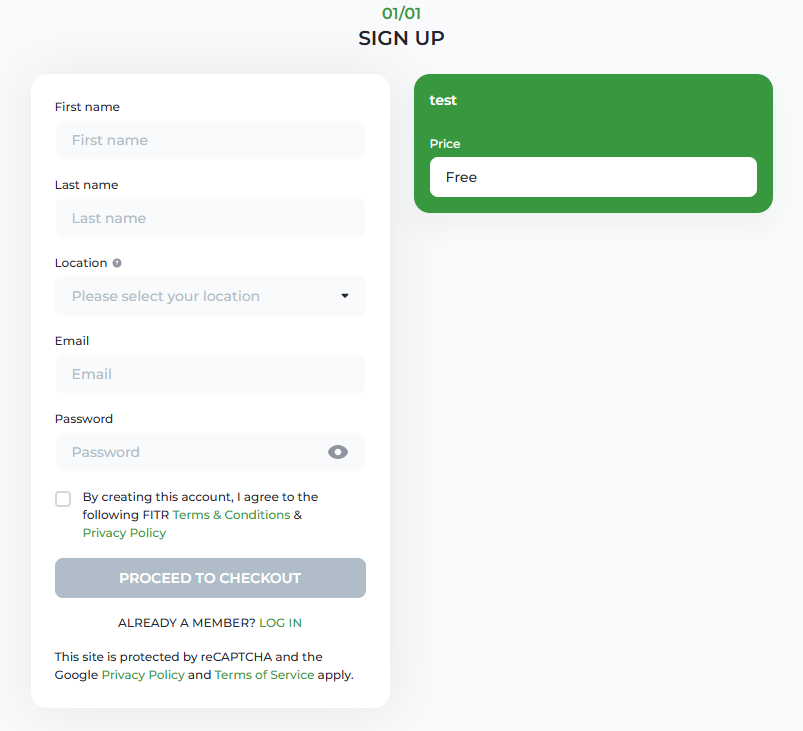 01/01
SIGN UP
First name
First name
Last name
Last name
Location ?
Please select your location
Email
Email
Password
Password
By creating this account, I agree to the
following FITR Terms & Conditions &
Privacy Policy
PROCEED TO CHECKOUT
ALREADY A MEMBER? LOG IN
This site is protected by reCAPTCHA and the
Google Privacy Policy and Terms of Service apply.
test
Price
Free